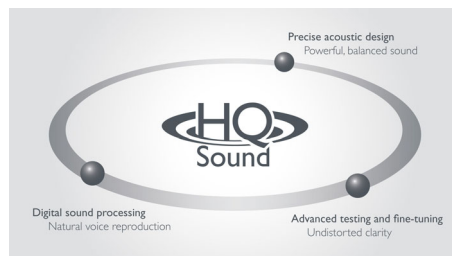 Precise acoustic design
Powerful, balanced sound
HQ
Sound
Digital sound processing
Natural voice reproduction
Advanced testing and fine-tuning
Undistorted clarity